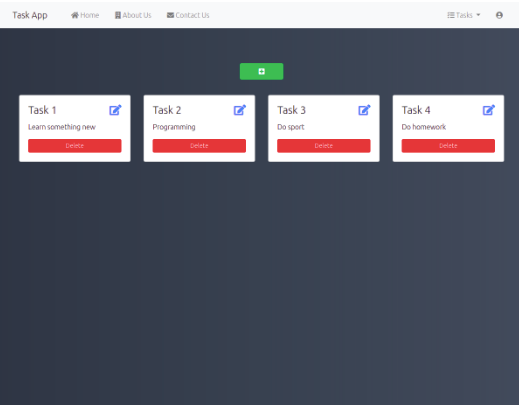 Task App Home About Us Contact Us Tasks
Task 1 Task 2 Task 3 Task 4
Learn something new Programming Do sport Do homework
Delete Delete Delete Delete